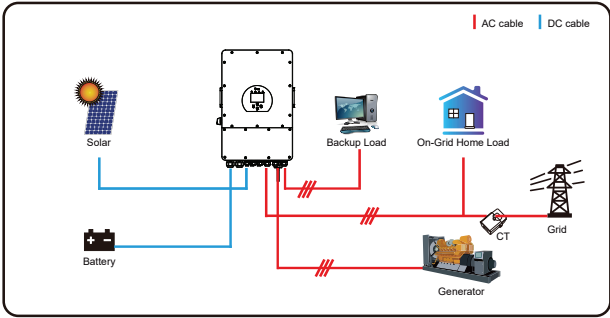 AC cable
DC cable
Solar
Backup Load
On-Grid Home Load
CT
Grid
Battery
Generator